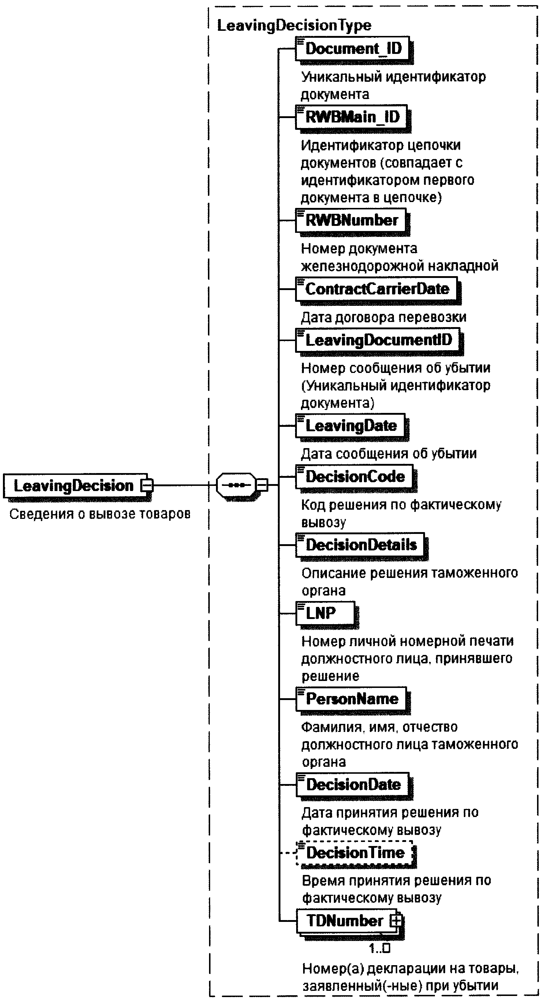 LeavingDecisionType
Document_ID
Уникальный идентификатор
документа
RWBMain_ID
Идентификатор цепочки
документов (совпадает с
идентификатором первого
документа в цепочке)
RWBNumber
Номер документа
железнодорожной накладной
ContractCarrierDate
Дата договора перевозки
LeavingDocumentID
Номер сообщения об убытии
(Уникальный идентификатор
документа)
LeavingDate
Дата сообщения об убытии
LeavingDecision
Сведения о вывозе товаров
DecisionCode
Код решения по фактическому
вывозу
DecisionDetails
Описание решения таможенного
органа
LNP
Номер личной номерной печати
должностного лица, принявшего
решение
PersonName
Фамилия, имя, отчество
должностного лица таможенного
органа
DecisionDate
Дата принятия решения по
фактическому вывозу
DecisionTime
Время принятия решения по
фактическому вывозу
TDNumber
1..□
Номер(а) декларации на товары,
заявленный(-ные) при убытии